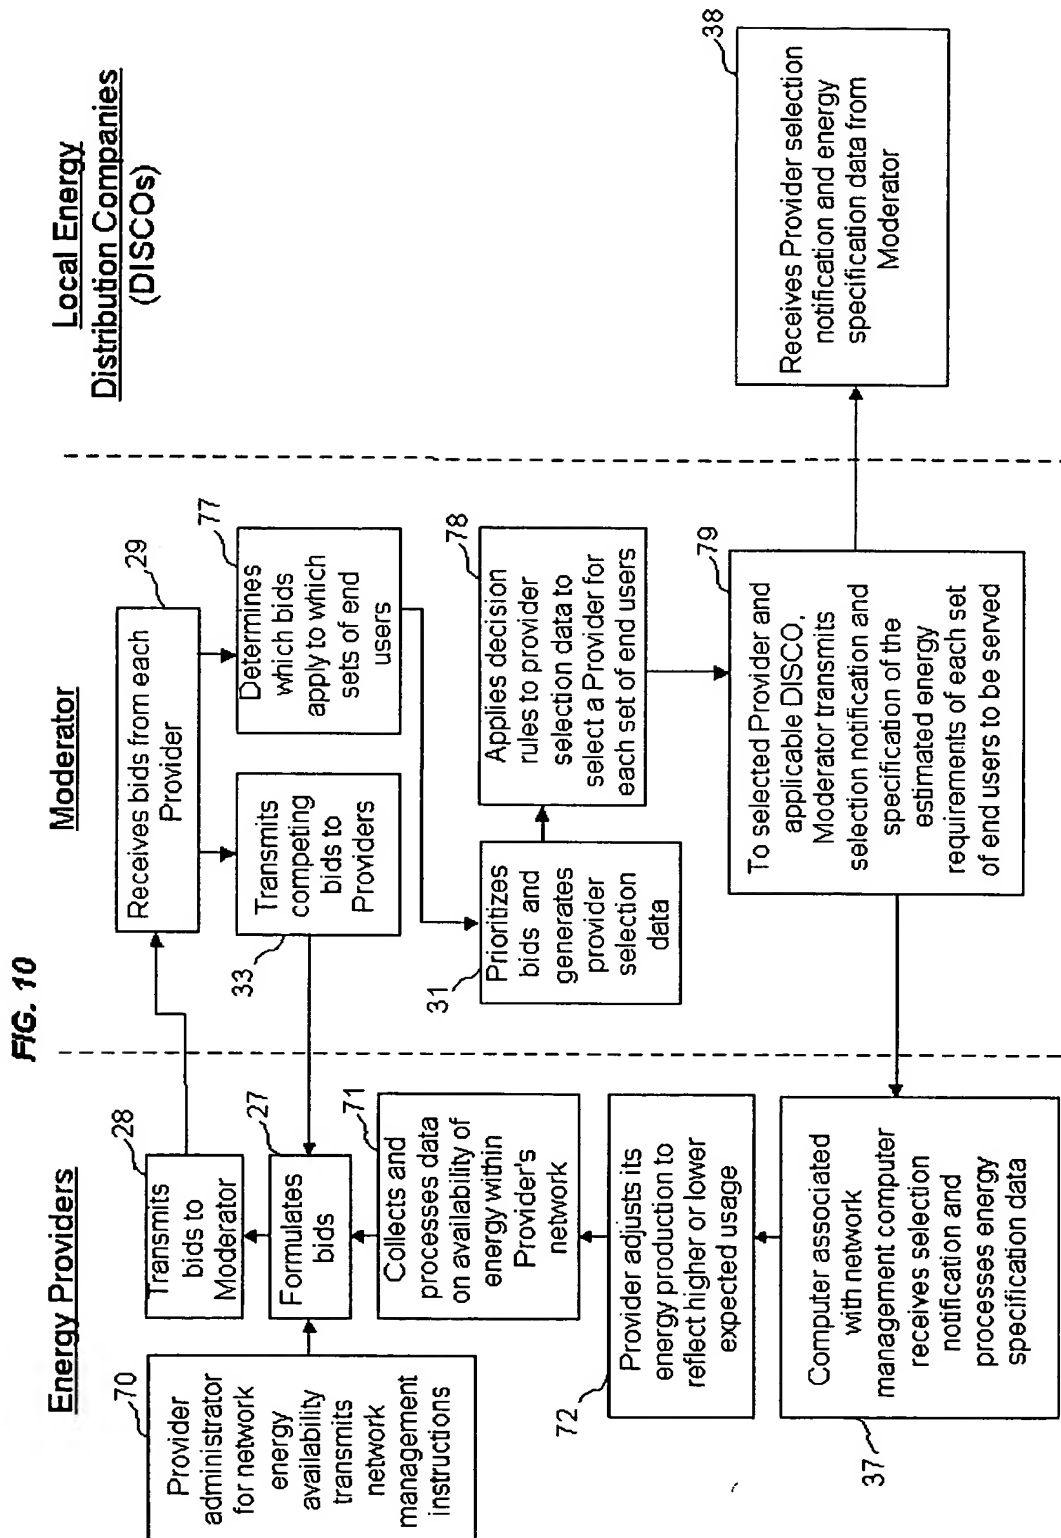 FIG. 10
Energy Providers
Moderator
Local Energy
Distribution Companies
(DISCOs)
70
Provider
administrator
for network
energy
availability
transmits
network
management
instructions
28
Transmits
bids to
Moderator
27
Formulates
bids
71
Collects and
processes data
on availability of
energy within
Provider's
network
72
Provider adjusts its
energy production to
reflect higher or lower
expected usage
37
Computer associated
with network
management computer
receives selection
notification and
processes energy
specification data
29
Receives bids from each
Provider
33
Transmits
competing
bids to
Providers
77
Determines
which bids
apply to which
sets of end
users
31
Prioritizes
bids and
generates
provider
selection
data
78
Applies decision
rules to provider
selection data to
select a Provider for
each set of end users
79
To selected Provider and
applicable DISCO,
Moderator transmits
selection notification and
specification of the
estimated energy
requirements of each set
of end users to be served
38
Receives Provider selection
notification and energy
specification data from
Moderator